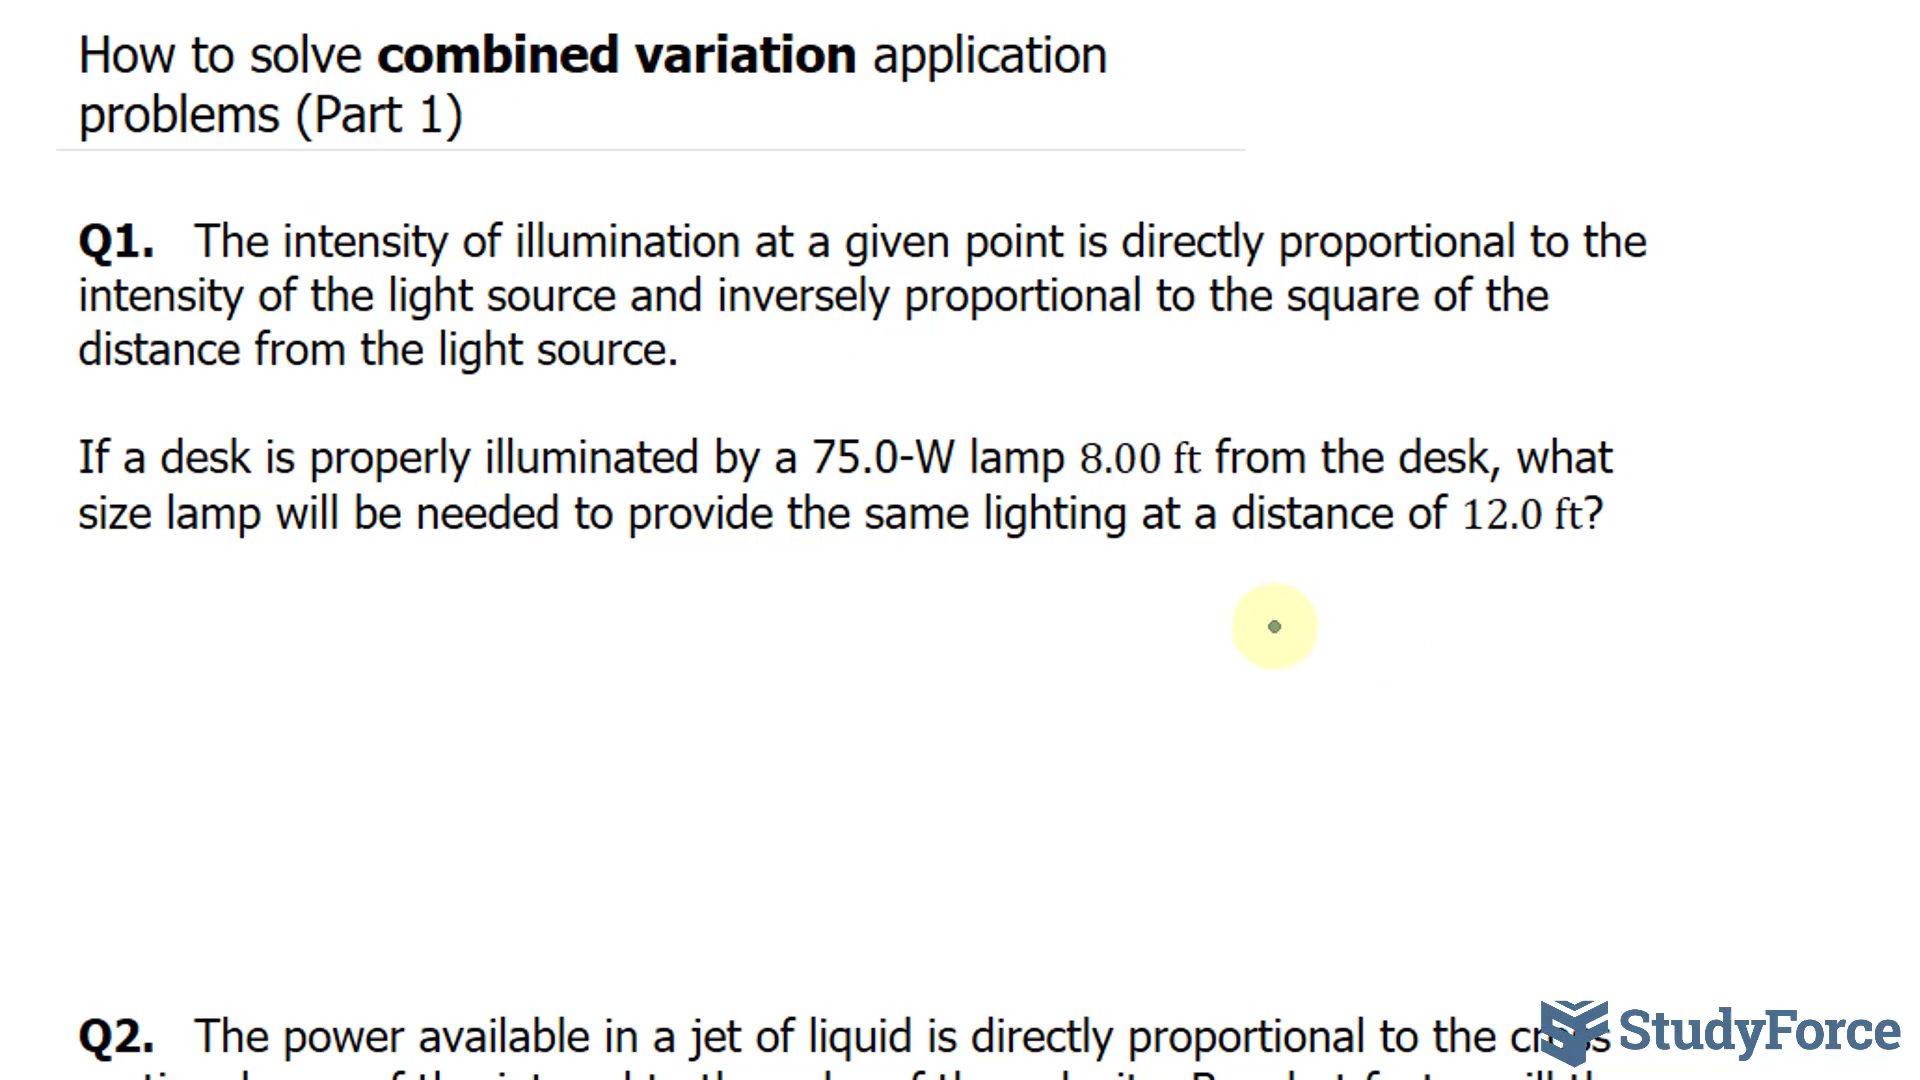 How to solve combined variation application
problems (Part 1)
Q1. The intensity of illumination at a given point is directly proportional to the
intensity of the light source and inversely proportional to the square of the
distance from the light source.
If a desk is properly illuminated by a 75.0-W lamp 8.00 ft from the desk, what
size lamp will be needed to provide the same lighting at a distance of 12.0 ft?
Q2. The power available in a jet of liquid is directly proportional to the
StudyForce